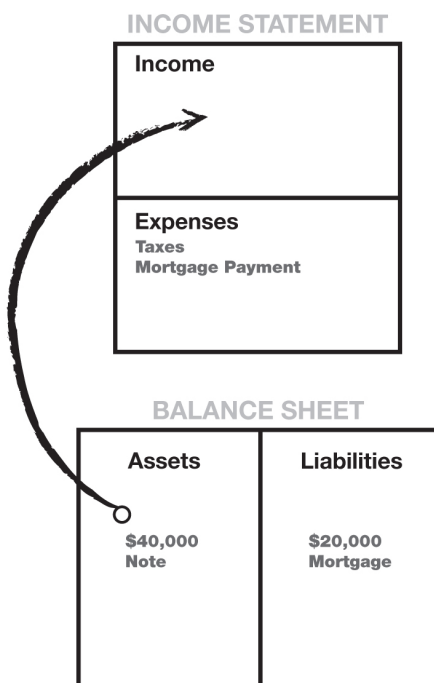 INCOME STATEMENT
Income
Expenses
Taxes
Mortgage Payment
BALANCE SHEET
Assets
Liabilities
$40,000
Note
$20,000
Mortgage